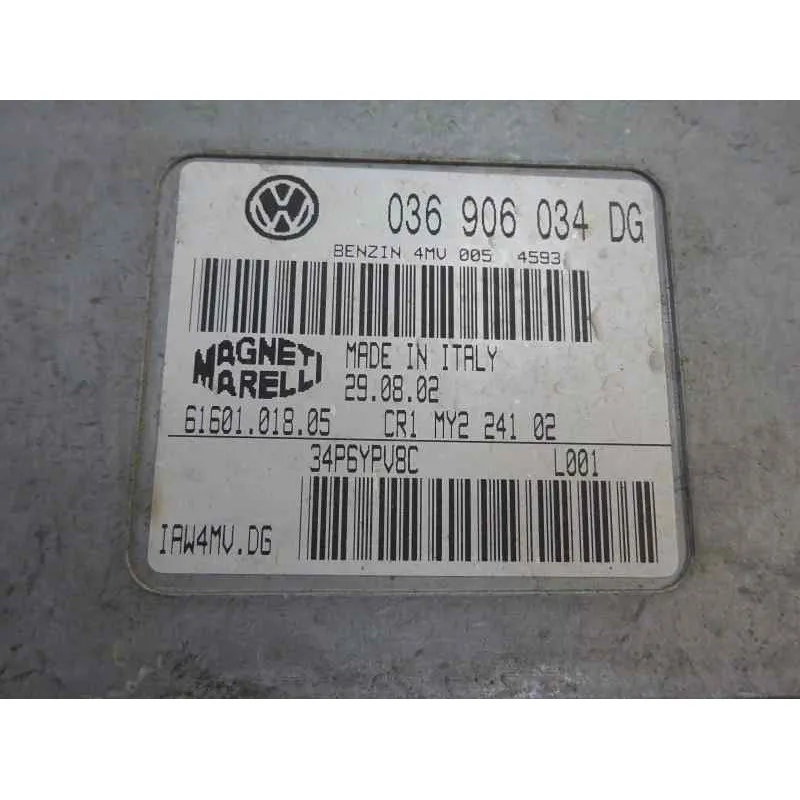 036 906 034 DG
BENZIN 4MV 005 4593
MAGNETI MADE IN ITALY
MARELLI 29.08.02
61601.018.05 CR1 MY2 241 02
34P6YPV8C L001
IAW4MV.DG